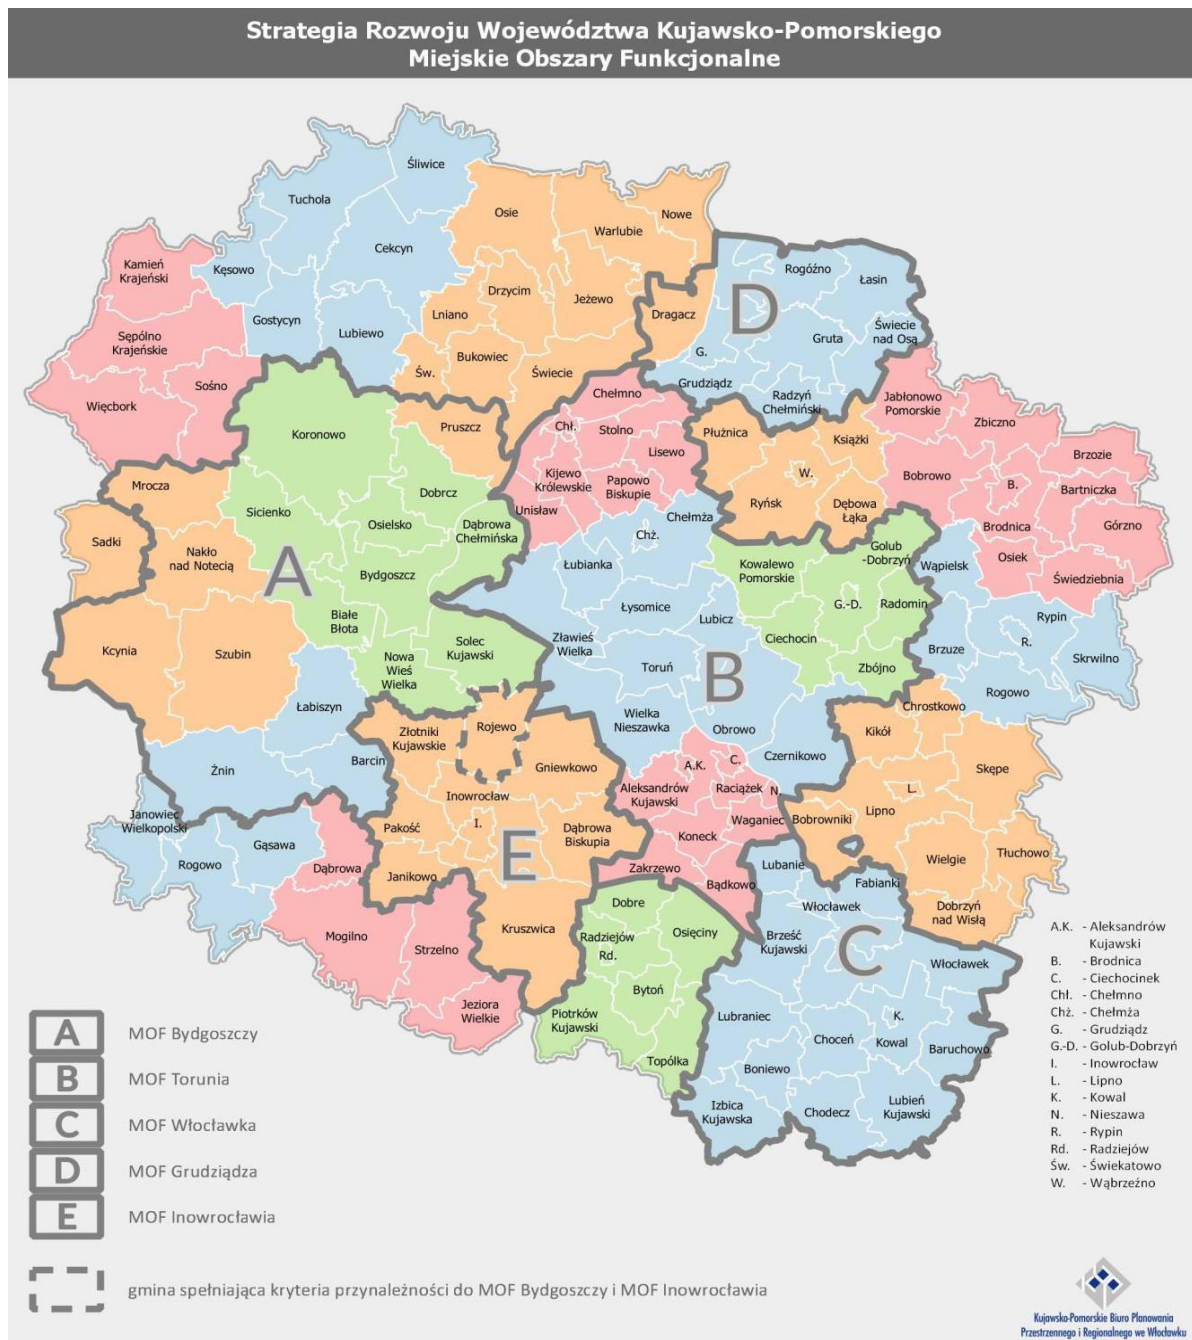 Strategia Rozwoju Województwa Kujawsko-Pomorskiego
Miejskie Obszary Funkcjonalne
Śliwice
Tuchola
Osie
Nowe
Warlubie
Cekcyn
Kamień
Krajeński
Kęsowo
Rogóźno
Łasin
Drzycim
Jeżewo
D
Dragacz
Lniano
Gostycyn
Lubiewo
Sępólno
Krajeńskie
Świecie
nad Osą
Gruta
G.
Bukowiec
Św.
Świecie
Grudziądz
Sośno
Więcbork
Chełmno
Radzyń
Chełmiński
Jabłonowo
Pomorskie
Zbiczno
Koronowo
Pruszcz
Chł.
Stolno
Płużnica
Książki
Lisewo
Brzozie
Mrocza
Kijewo
Królewskie
Papowo
Biskupie
W.
Bobrowo
B.
Bartniczka
Dobrcz
Sicienko
Osielsko
Unisław
Ryńsk
Dębowa
Łąka
Dąbrowa
Chełmińska
Chełmża
Brodnica
Górzno
Sadki
Nakło
nad Notecią
Chż.
Golub
-Dobrzyń
Osiek
A
Bydgoszcz
Łubianka
Kowalewo
Pomorskie
Wąpielsk
Świedziebnia
Łysomice
G.-D.
Radomin
Białe
Błota
Lubicz
Rypin
Kcynia
Szubin
Solec
Kujawski
Zławieś
Wielka
Ciechocin
Brzuze
R.
Skrwilno
Nowa
Wieś
Wielka
Toruń
B
Zbójno
Rogowo
Łabiszyn
Złotniki
Kujawskie
Rojewo
Wielka
Nieszawka
Obrowo
Chrostkowo
Kikół
Czernikowo
Żnin
Barcin
Gniewkowo
A.K.
C.
Skępe
Inowrocław
Aleksandrów
Kujawski
Raciążek
N.
L.
Janowiec
Wielkopolski
Pakość
I.
Dąbrowa
Biskupia
Waganiec
Bobrowniki
Lipno
Gąsawa
Koneck
E
Rogowo
Dąbrowa
Janikowo
Zakrzewo
Lubanie
Wielgie
Tłuchowo
Bądkowo
Fabianki
Dobre
Włocławek
Dobrzyń
nad Wisłą
Kruszwica
Mogilno
Strzelno
Radziejów
Rd.
Osięciny
Brześć
Kujawski
C
Włocławek
Bytoń
Jeziora
Wielkie
Piotrków
Kujawski
Lubraniec
K.
Choceń
Kowal
Baruchowo
Topólka
Boniewo
Izbica
Kujawska
Chodecz
Lubień
Kujawski
A.K. - Aleksandrów
Kujawski
B. - Brodnica
C. - Ciechocinek
Chł. - Chełmno
Chż. - Chełmża
G. - Grudziądz
G.-D. - Golub-Dobrzyń
I. - Inowrocław
L. - Lipno
K. - Kowal
N. - Nieszawa
R. - Rypin
Rd. - Radziejów
Św. - Świekatowo
W. - Wąbrzeźno
A MOF Bydgoszczy
B MOF Torunia
C MOF Włocławka
D MOF Grudziądza
E MOF Inowrocławia
gmina spełniająca kryteria przynależności do MOF Bydgoszczy i MOF Inowrocławia
Kujawsko-Pomorskie Biuro Planowania
Przestrzennego i Regionalnego we Włocławku